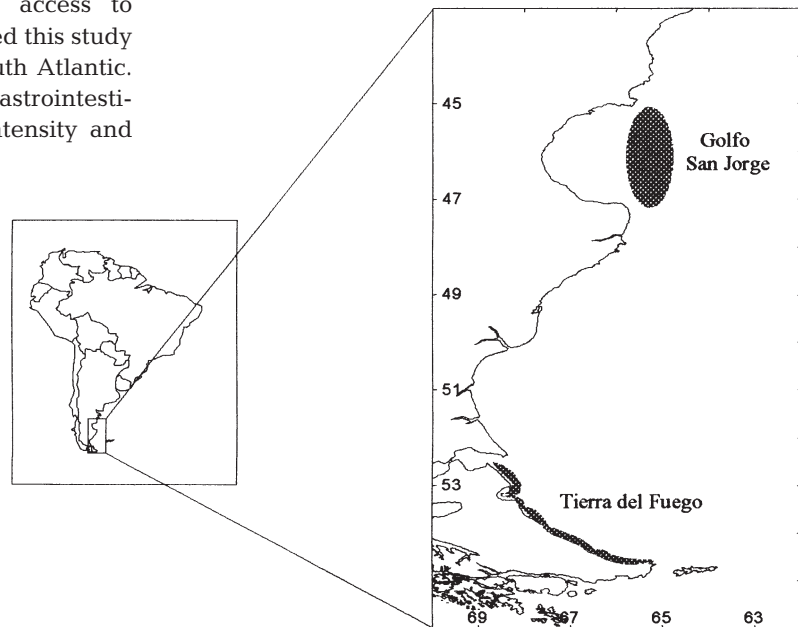 access to
ed this study
uth Atlantic.
astrointesti-
ntensity and
45
Golfo
San Jorge
47
49
51
53
Tierra del Fuego
69 67 65 63